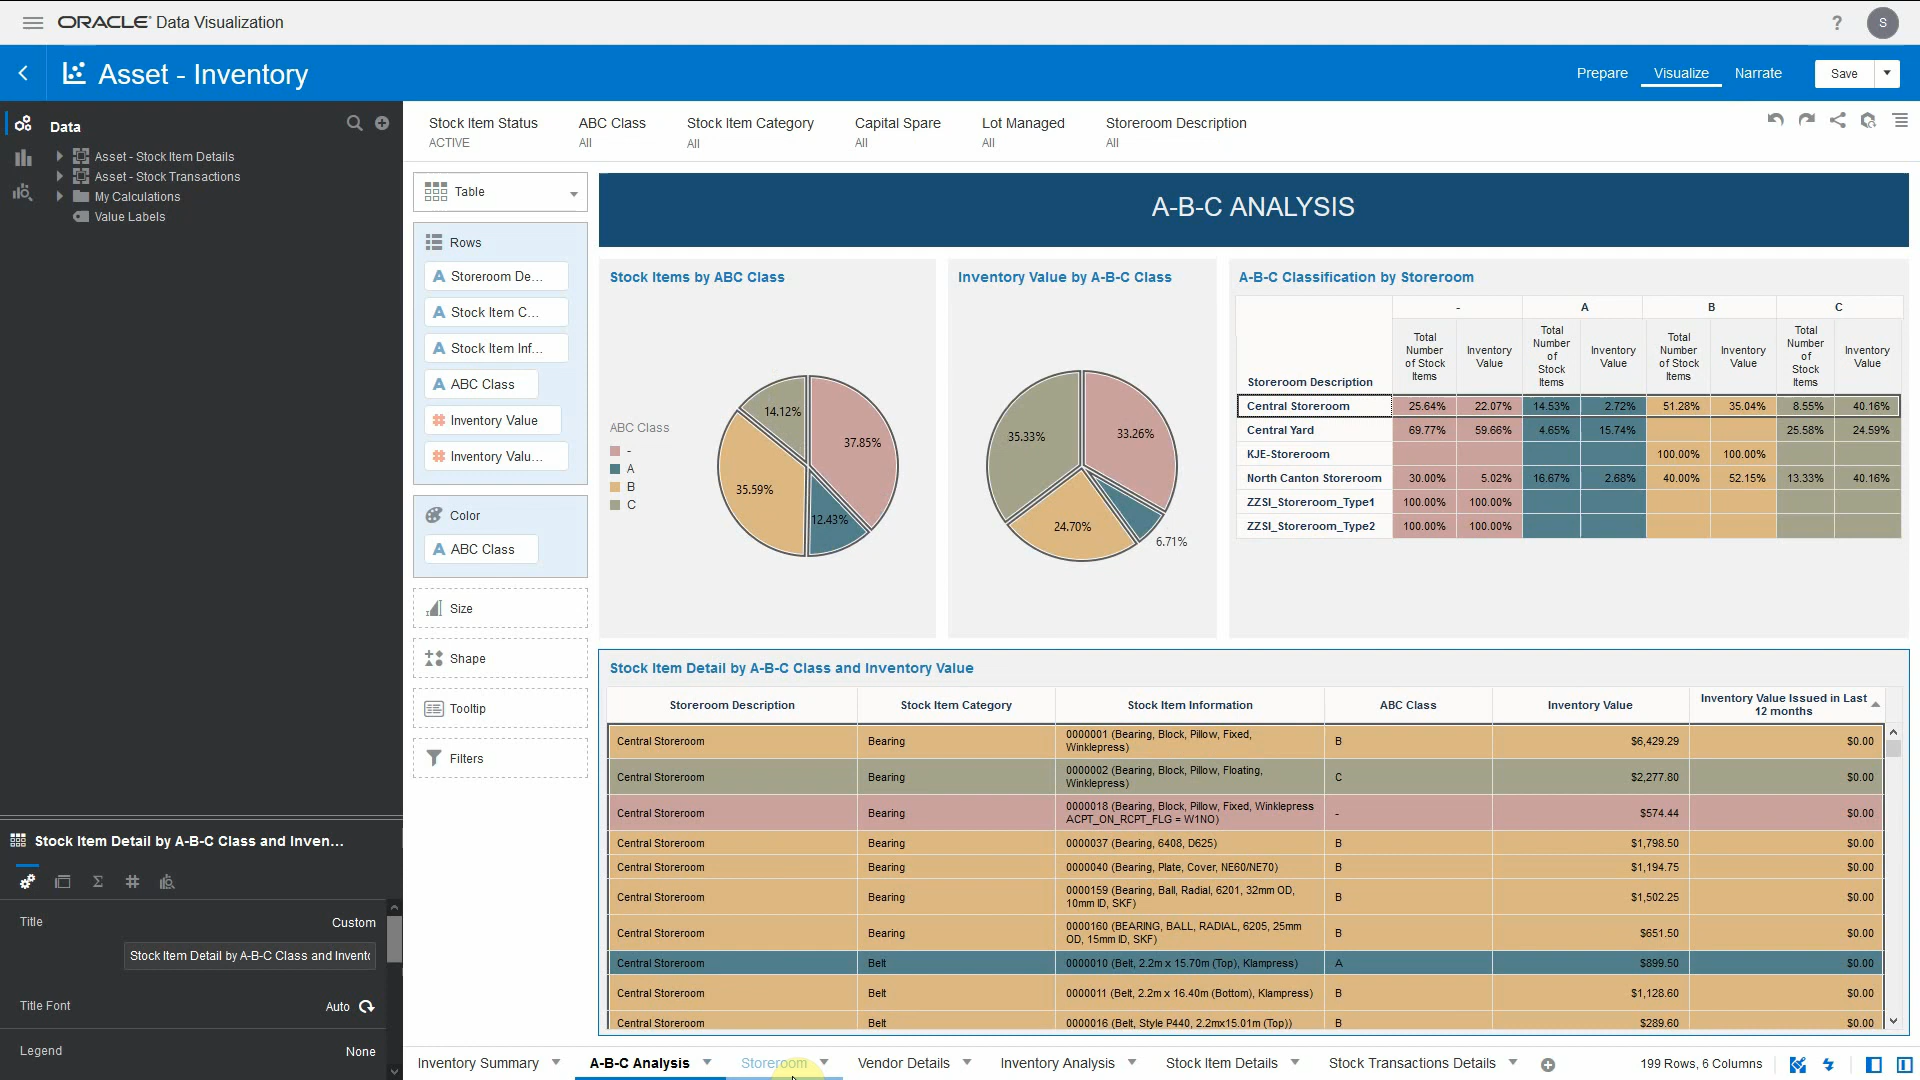 ORACLE Data Visualization
?
S
Asset - Inventory
Prepare
Visualize
Narrate
Save
Data
Asset - Stock Item Details
Asset - Stock Transactions
My Calculations
Value Labels
Stock Item Status
ACTIVE
ABC Class
All
Stock Item Category
All
Capital Spare
All
Lot Managed
All
Storeroom Description
All
Table
Rows
A Storeroom De...
A Stock Item C...
A Stock Item Inf...
A ABC Class
# Inventory Value
# Inventory Valu...
Color
A ABC Class
Size
Shape
Tooltip
Filters
A-B-C ANALYSIS
Stock Items by ABC Class
ABC Class
-
A
B
C
14.12%
37.85%
35.59%
12.43%
Inventory Value by A-B-C Class
35.33%
33.26%
24.70%
6.71%
A-B-C Classification by Storeroom
- A B C
Storeroom Description
Total Number of Stock Items
Inventory Value
Total Number of Stock Items
Inventory Value
Total Number of Stock Items
Inventory Value
Total Number of Stock Items
Inventory Value
Central Storeroom 25.64% 22.07% 14.53% 2.72% 51.28% 35.04% 8.55% 40.16%
Central Yard 69.77% 59.66% 4.65% 15.74% 25.58% 24.59%
KJE-Storeroom 100.00% 100.00%
North Canton Storeroom 30.00% 5.02% 16.67% 2.68% 40.00% 52.15% 13.33% 40.16%
ZZSI_Storeroom_Type1 100.00% 100.00%
ZZSI_Storeroom_Type2 100.00% 100.00%
Stock Item Detail by A-B-C Class and Inventory Value
Storeroom Description Stock Item Category Stock Item Information ABC Class Inventory Value Inventory Value Issued in Last
12 months
Central Storeroom Bearing 0000001 (Bearing, Block, Pillow, Fixed,
Winklepress) B $6,429.29 $0.00
Central Storeroom Bearing 0000002 (Bearing, Block, Pillow, Floating,
Winklepress) C $2,277.80 $0.00
Central Storeroom Bearing 0000018 (Bearing, Block, Pillow, Fixed, Winklepress
ACPT_ON_RCPT_FLG = W1NO) - $574.44 $0.00
Central Storeroom Bearing 0000037 (Bearing, 6408, D625) B $1,798.50 $0.00
Central Storeroom Bearing 0000040 (Bearing, Plate, Cover, NE60/NE70) B $1,194.75 $0.00
Central Storeroom Bearing 0000159 (Bearing, Ball, Radial, 6201, 32mm OD,
10mm ID, SKF) B $1,502.25 $0.00
Central Storeroom Bearing 0000160 (BEARING, BALL, RADIAL, 6205, 25mm
OD, 15mm ID, SKF) B $651.50 $0.00
Central Storeroom Belt 0000010 (Belt, 2.2m x 15.70m (Top), Klampress) A $899.50 $0.00
Central Storeroom Belt 0000011 (Belt, 2.2m x 16.40m (Bottom), Klampress) B $1,128.60 $0.00
Central Storeroom Belt 0000016 (Belt, Style P440, 2.2mx15.01m (Top)) B $289.60 $0.00
Stock Item Detail by A-B-C Class and Inven...
Title Custom
Stock Item Detail by A-B-C Class and Invento
Title Font Auto
Legend None
Inventory Summary
A-B-C Analysis
Storeroom
Vendor Details
Inventory Analysis
Stock Item Details
Stock Transactions Details
199 Rows, 6 Columns